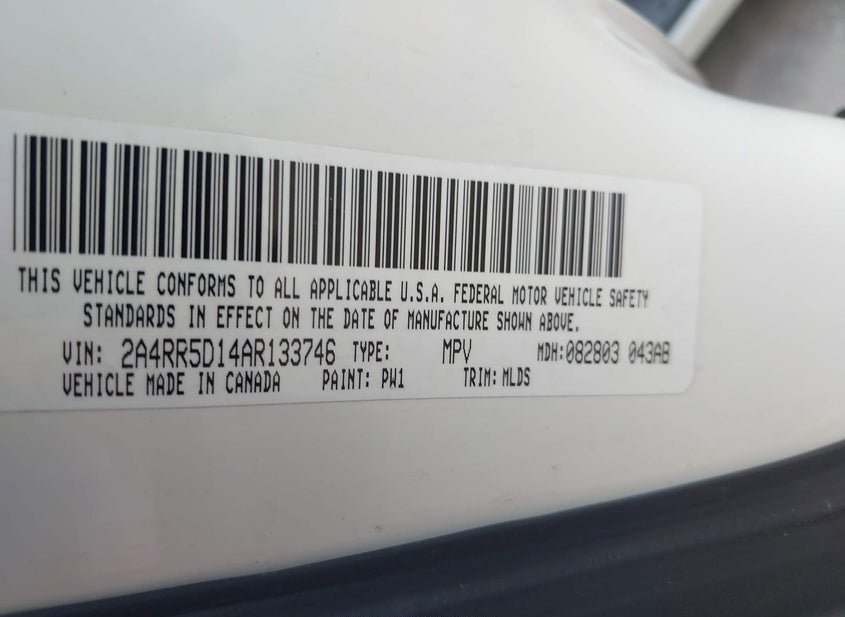 THIS VEHICLE CONFORMS TO ALL APPLICABLE U.S.A. FEDERAL MOTOR VEHICLE SAFETY
STANDARDS IN EFFECT ON THE DATE OF MANUFACTURE SHOWN ABOVE.
VIN: 2A4RR5D14AR133746 TYPE: MPV MDH:082803 043AB
VEHICLE MADE IN CANADA PAINT: PW1 TRIM: MLDS